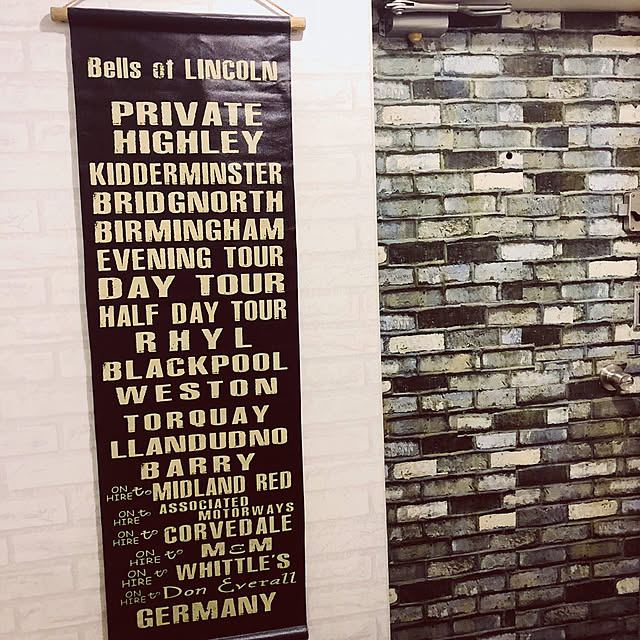 Bells of LINCOLN
PRIVATE
HIGHLEY
KIDDERMINSTER
BRIDGNORTH
BIRMINGHAM
EVENING TOUR
DAY TOUR
HALF DAY TOUR
RHYL
BLACKPOOL
WESTON
TORQUAY
LLANDUDNO
BARRY
ON HIRE to MIDLAND RED
ON HIRE to ASSOCIATED MOTORWAYS
ON HIRE to CORVEDALE
ON HIRE to M&M
ON HIRE to WHITTLE'S
ON HIRE to Don Everall
GERMANY